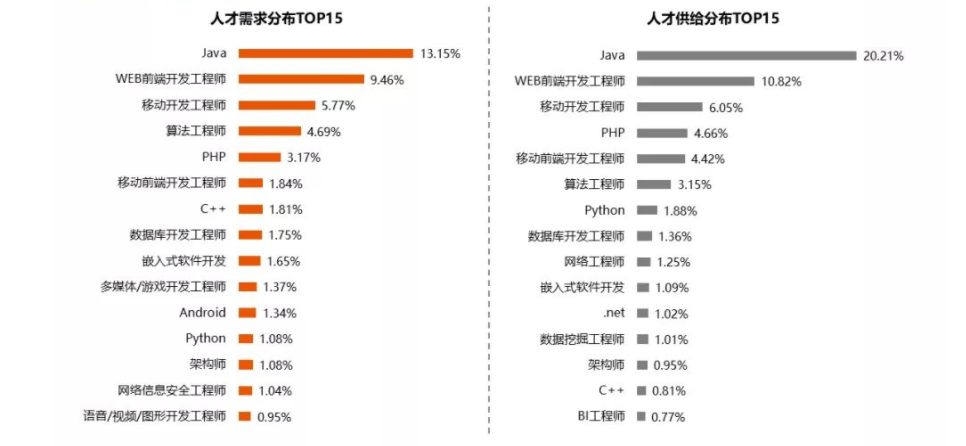 人才需求分布TOP15
Java 13.15%
WEB前端开发工程师 9.46%
移动开发工程师 5.77%
算法工程师 4.69%
PHP 3.17%
移动前端开发工程师 1.84%
C++ 1.81%
数据库开发工程师 1.75%
嵌入式软件开发 1.65%
多媒体/游戏开发工程师 1.37%
Android 1.34%
Python 1.08%
架构师 1.08%
网络信息安全工程师 1.04%
语音/视频/图形开发工程师 0.95%
人才供给分布TOP15
Java 20.21%
WEB前端开发工程师 10.82%
移动开发工程师 6.05%
PHP 4.66%
移动前端开发工程师 4.42%
算法工程师 3.15%
Python 1.88%
数据库开发工程师 1.36%
网络工程师 1.25%
嵌入式软件开发 1.09%
.net 1.02%
数据挖掘工程师 1.01%
架构师 0.95%
C++ 0.81%
BI工程师 0.77%